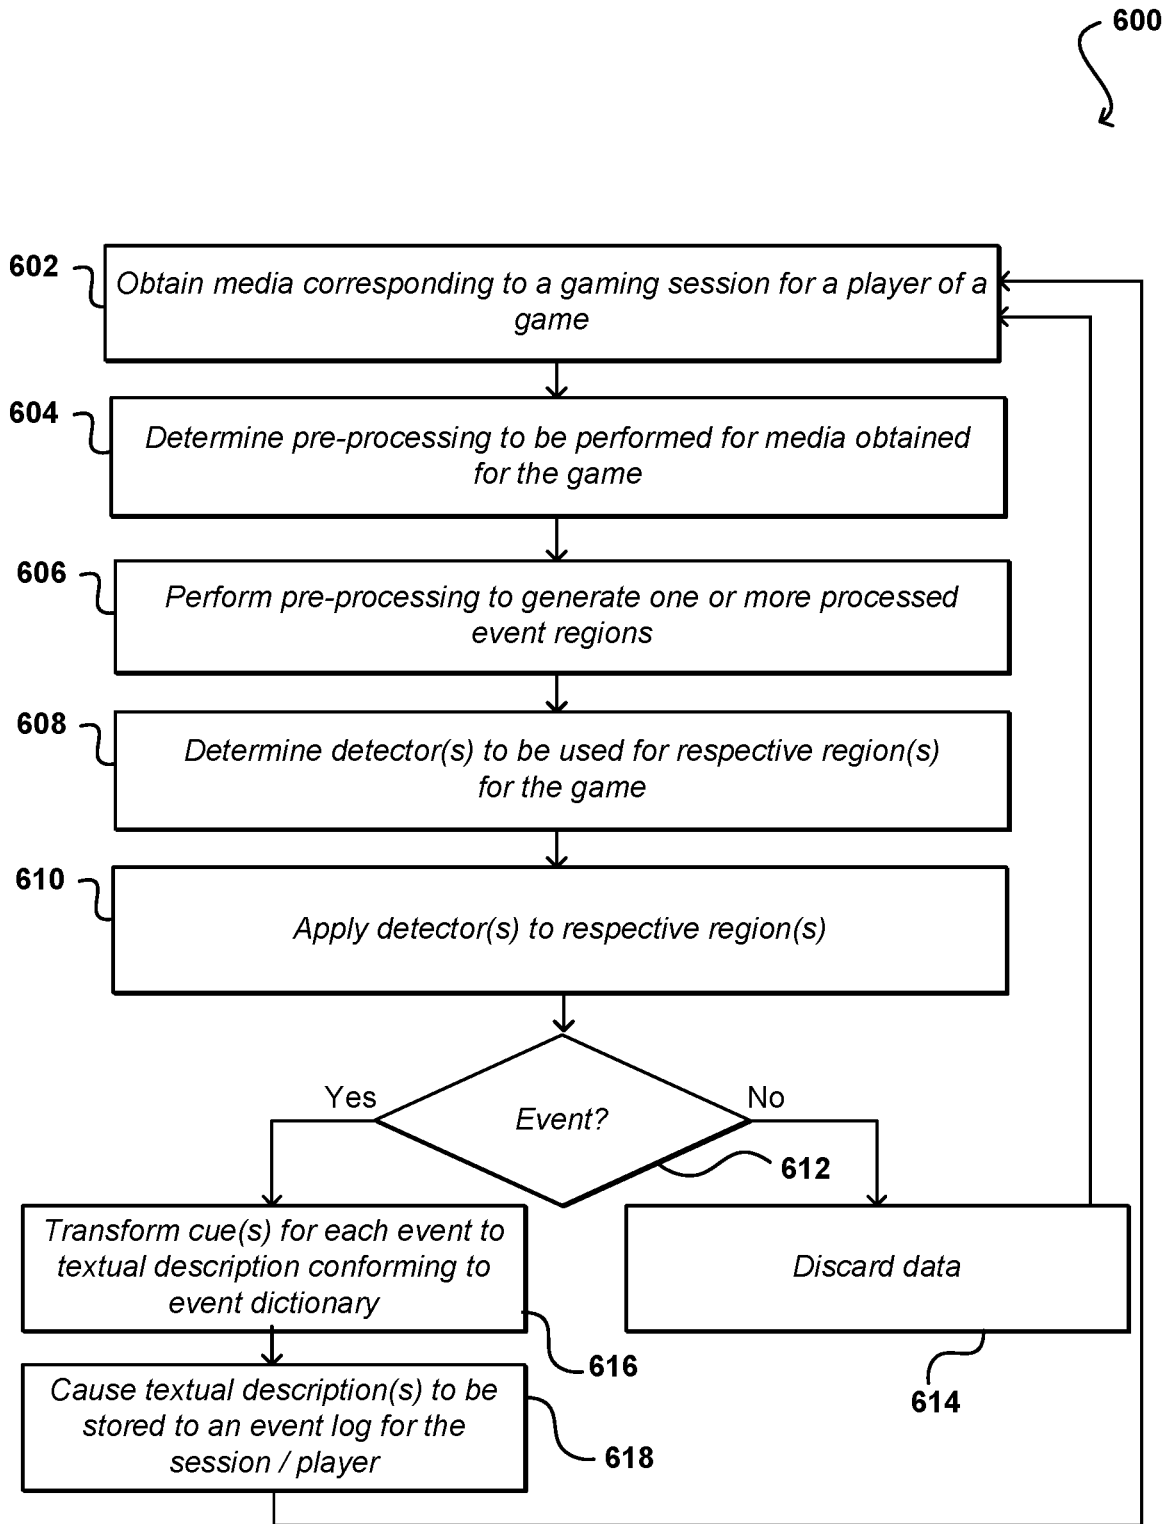 600
602
Obtain media corresponding to a gaming session for a player of a
game
604
Determine pre-processing to be performed for media obtained
for the game
606
Perform pre-processing to generate one or more processed
event regions
608
Determine detector(s) to be used for respective region(s)
for the game
610
Apply detector(s) to respective region(s)
Yes
Event?
No
612
Transform cue(s) for each event to
textual description conforming to
event dictionary
616
Discard data
614
Cause textual description(s) to be
stored to an event log for the
session / player
618